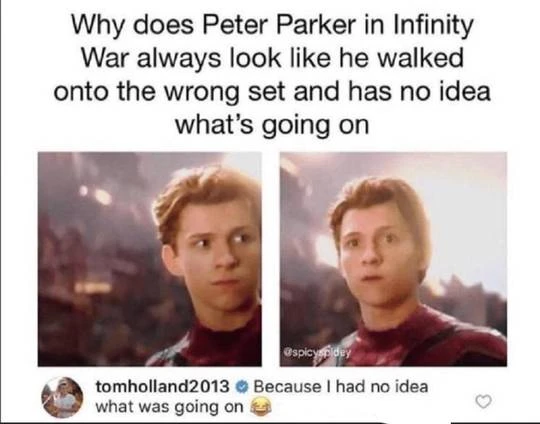 Why does Peter Parker in Infinity
War always look like he walked
onto the wrong set and has no idea
what's going on
@spicyspidey
tomholland2013 Because I had no idea
what was going on 😂